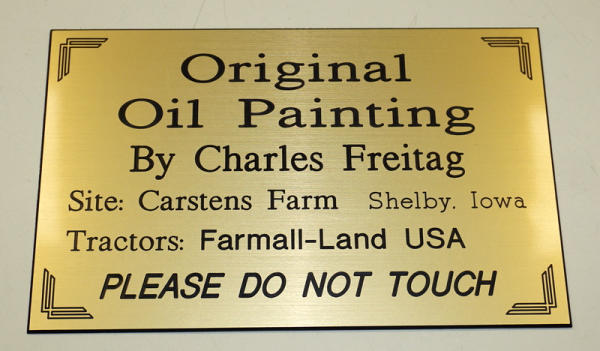 Original
Oil Painting
By Charles Freitag
Site: Carstens Farm Shelby, Iowa
Tractors: Farmall-Land USA
PLEASE DO NOT TOUCH